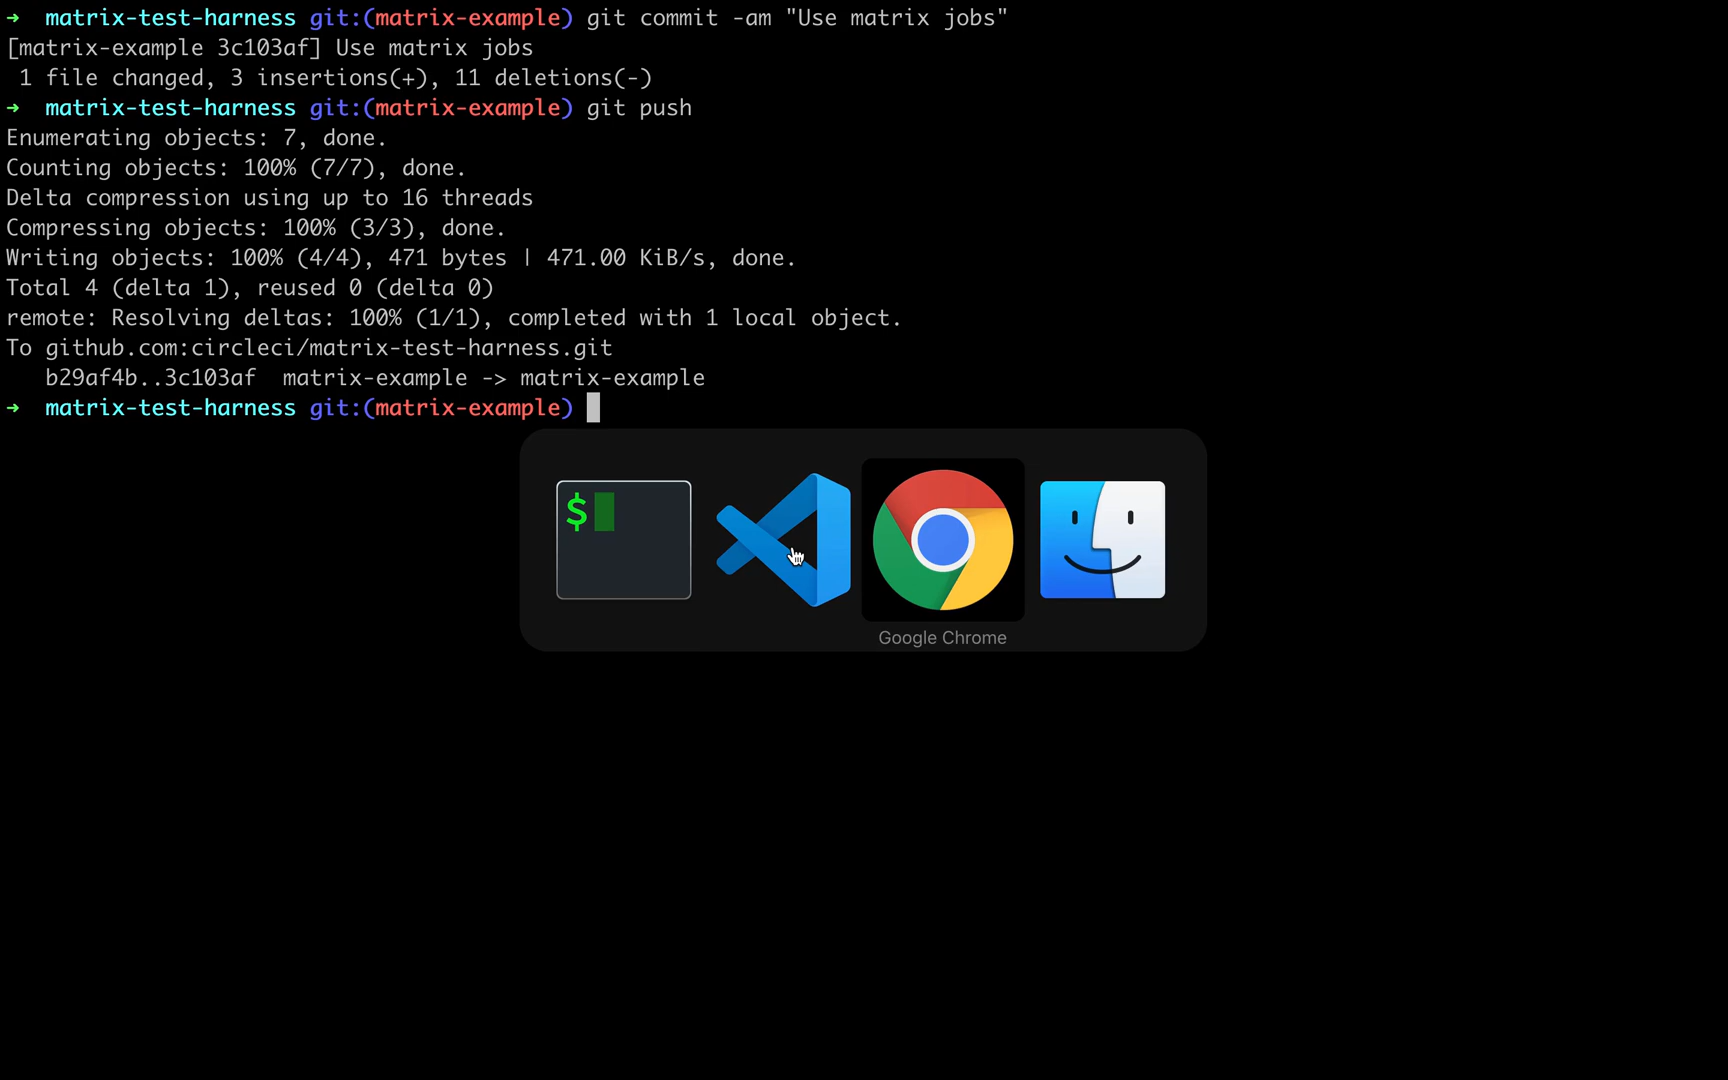 ➜  matrix-test-harness git:(matrix-example) git commit -am "Use matrix jobs"
[matrix-example 3c103af] Use matrix jobs
 1 file changed, 3 insertions(+), 11 deletions(-)
➜  matrix-test-harness git:(matrix-example) git push
Enumerating objects: 7, done.
Counting objects: 100% (7/7), done.
Delta compression using up to 16 threads
Compressing objects: 100% (3/3), done.
Writing objects: 100% (4/4), 471 bytes | 471.00 KiB/s, done.
Total 4 (delta 1), reused 0 (delta 0)
remote: Resolving deltas: 100% (1/1), completed with 1 local object.
To github.com:circleci/matrix-test-harness.git
   b29af4b..3c103af  matrix-example -> matrix-example
➜  matrix-test-harness git:(matrix-example)
$
Google Chrome